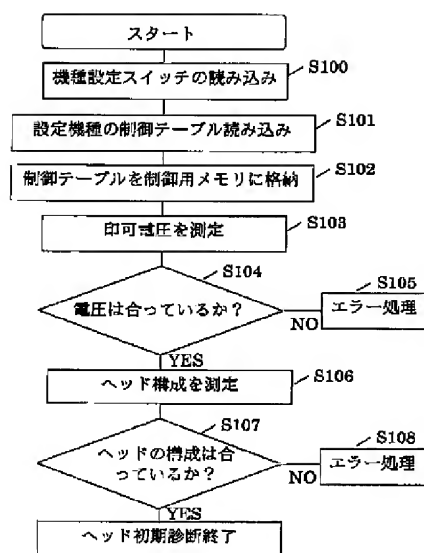 スタート
機種設定スイッチの読み込み
S100
設定機種の制御テーブル読み込み
S101
制御テーブルを制御用メモリに格納
S102
印可電圧を測定
S103
電圧は合っているか?
S104
NO
エラー処理
S105
YES
ヘッド構成を測定
S106
ヘッドの構成は合
っているか?
S107
NO
エラー処理
S108
YES
ヘッド初期診断終了